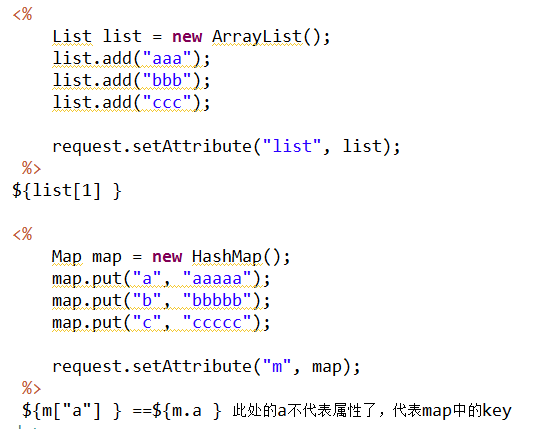 <%
List list = new ArrayList();
list.add("aaa");
list.add("bbb");
list.add("ccc");
request.setAttribute("list", list);
%>
${list[1] }
<%
Map map = new HashMap();
map.put("a", "aaaaa");
map.put("b", "bbbbb");
map.put("c", "ccccc");
request.setAttribute("m", map);
%>
${m["a"] } ==${m.a } 此处的a不代表属性了，代表map中的key